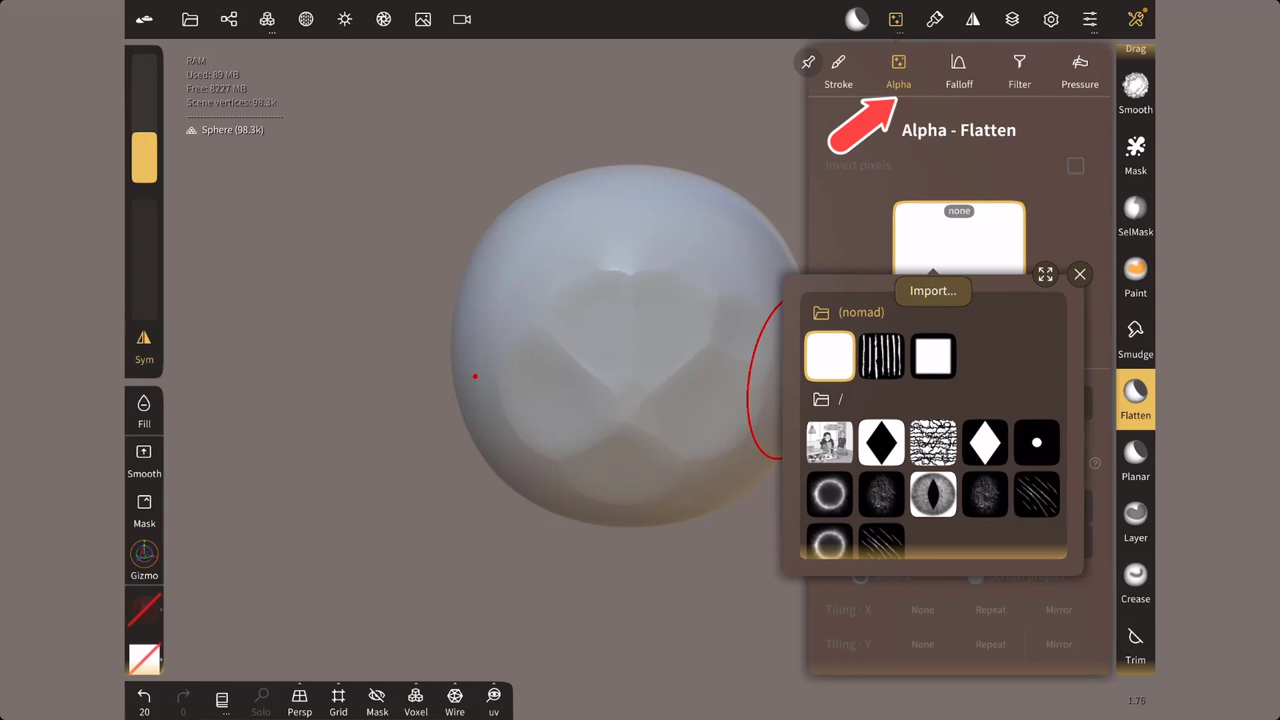 RAM
Used: 89 MB
Free: 8227 MB
Scene vertices: 98.3k
Sphere (98.3k)
Sym
Fill
Smooth
Mask
Gizmo
Stroke
Alpha
Falloff
Filter
Pressure
Alpha - Flatten
Invert pixels
none
Import...
(nomad)
/
Tiling - X
None
Repeat
Mirror
Tiling - Y
None
Repeat
Mirror
Drag
Smooth
Mask
SelMask
Paint
Smudge
Flatten
Planar
Layer
Crease
Trim
20
0
Solo
Persp
Grid
Mask
Voxel
Wire
uv
1.76